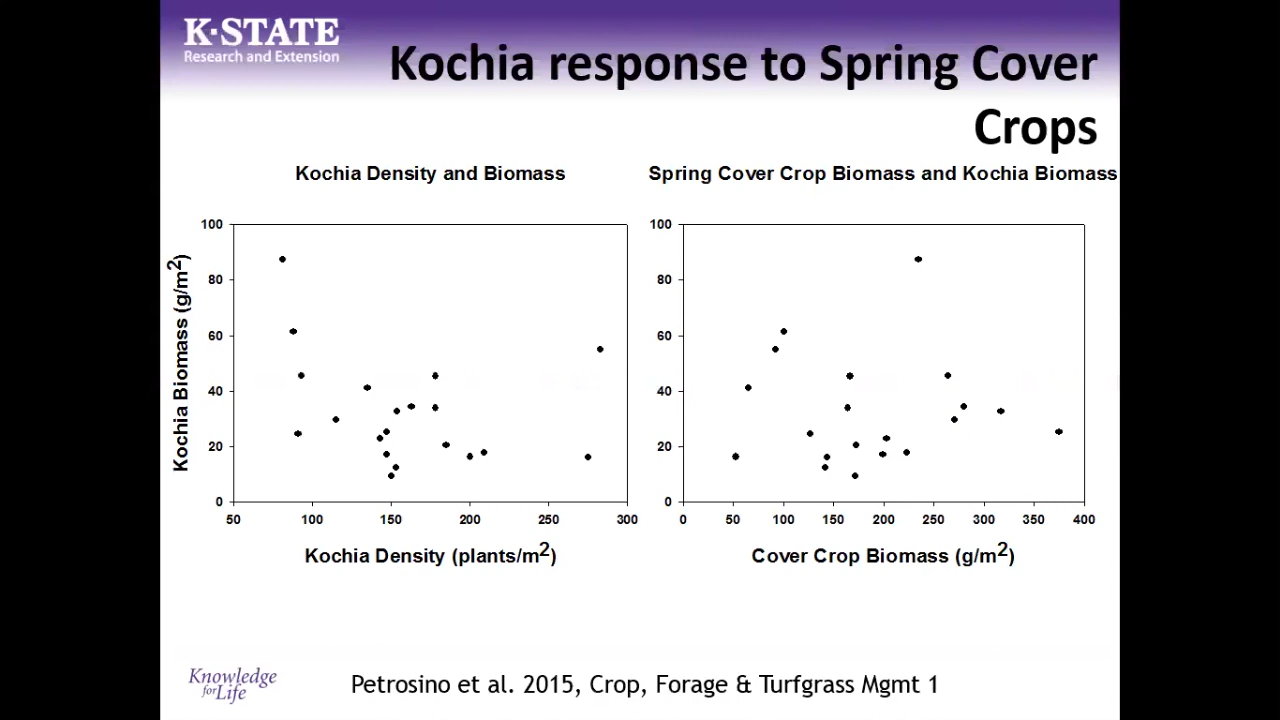 K-STATE
Research and Extension
Kochia response to Spring Cover
Crops
Kochia Density and Biomass
Kochia Biomass (g/m2)
100
80
60
40
20
0
50 100 150 200 250 300
Kochia Density (plants/m2)
Spring Cover Crop Biomass and Kochia Biomass
100
80
60
40
20
0
0 50 100 150 200 250 300 350 400
Cover Crop Biomass (g/m2)
Knowledge
for Life
Petrosino et al. 2015, Crop, Forage & Turfgrass Mgmt 1